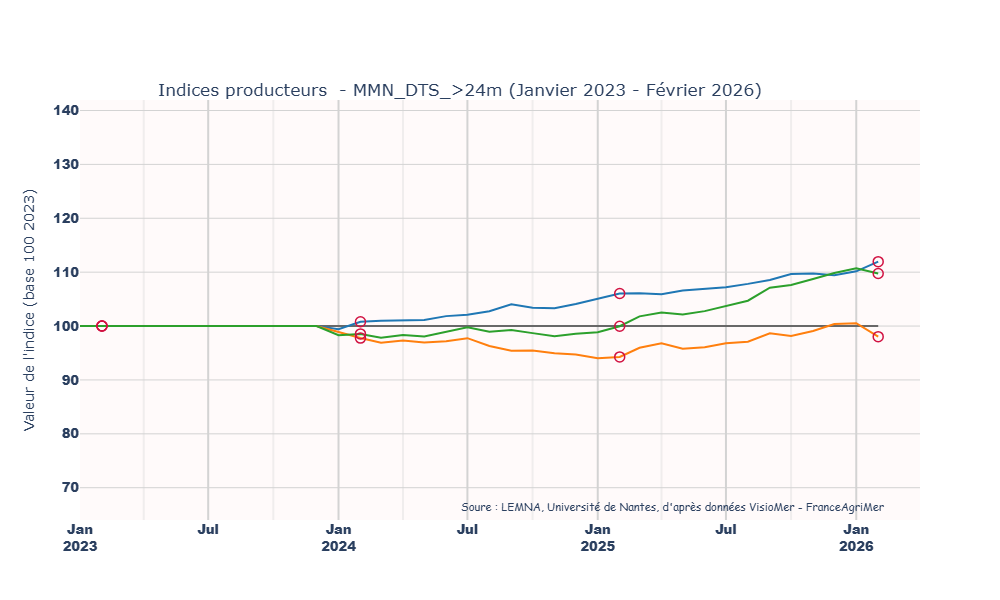 Indices producteurs - MMN_DTS_>24m (Janvier 2023 - Février 2026)
Valeur de l'indice (base 100 2023)
140
130
120
110
100
90
80
70
Soure : LEMNA, Université de Nantes, d'après données VisioMer - FranceAgriMer
Jan Jul Jan Jul Jan Jul Jan
2023 2024 2025 2026